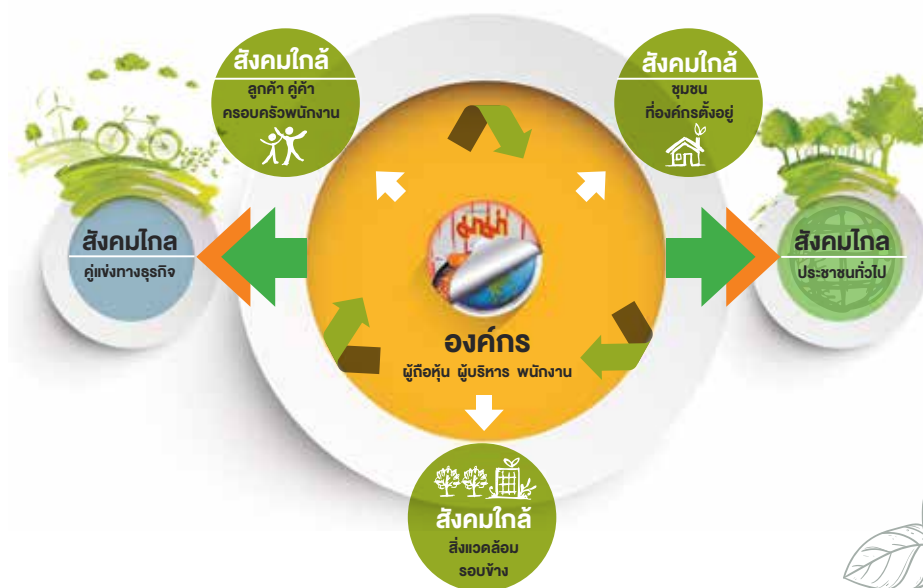 สังคมใกล้
ลูกค้า คู่ค้า
ครอบครัวพนักงาน
สังคมใกล้
ชุมชน
ที่องค์กรตั้งอยู่
สังคมไกล
คู่แข่งทางธุรกิจ
สังคมไกล
ประชาชนทั่วไป
องค์กร
ผู้ถือหุ้น ผู้บริหาร พนักงาน
สังคมใกล้
สิ่งแวดล้อม
รอบข้าง